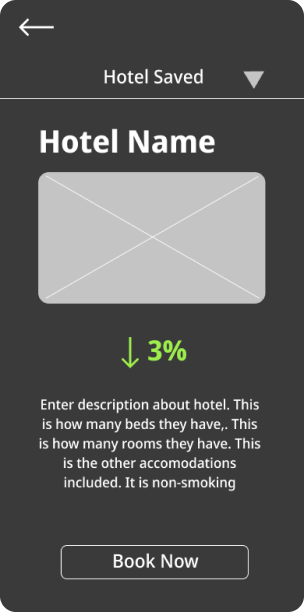 Hotel Saved
Hotel Name
↓ 3%
Enter description about hotel. This
is how many beds they have,. This
is how many rooms they have. This
is the other accomodations
included. It is non-smoking
Book Now